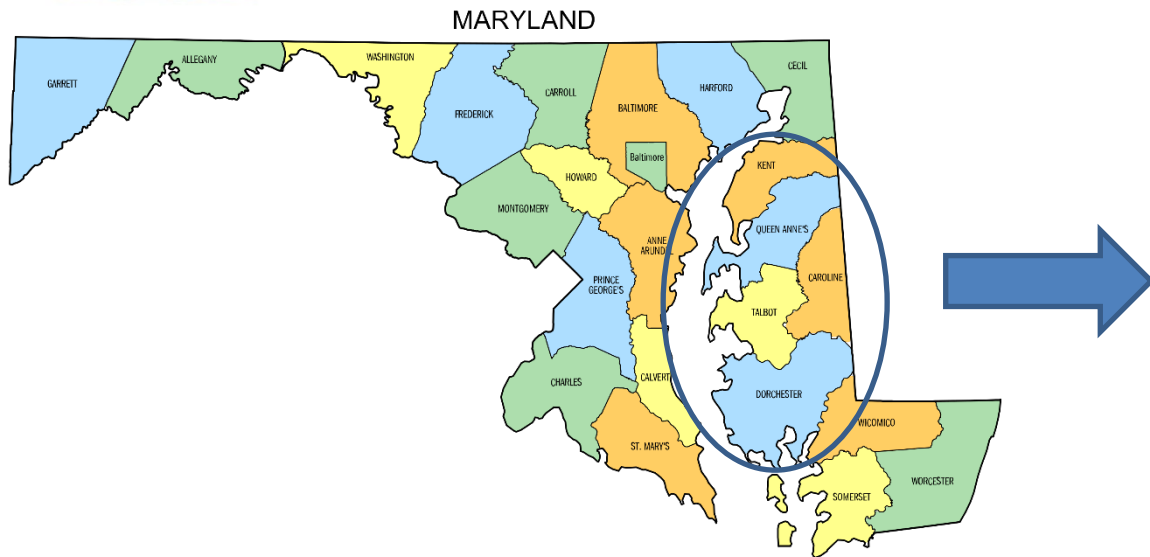 MARYLAND
GARRETT
ALLEGANY
WASHINGTON
FREDERICK
CARROLL
BALTIMORE
HARFORD
CECIL
Baltimore
KENT
HOWARD
MONTGOMERY
QUEEN ANNE'S
ANNE
ARUNDEL
PRINCE
GEORGE'S
CAROLINE
TALBOT
CALVERT
CHARLES
DORCHESTER
ST. MARY'S
WICOMICO
SOMERSET
WORCESTER